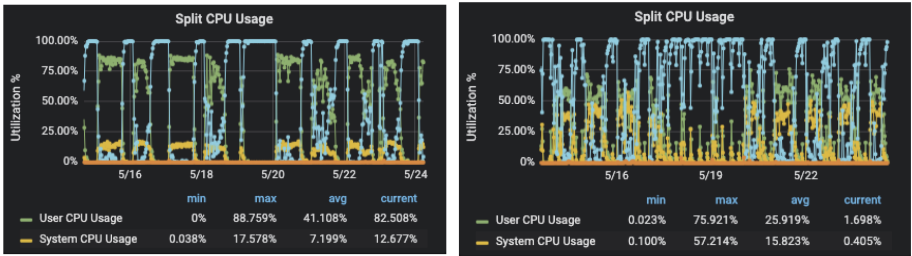 Split CPU Usage
Utilization %
100.00%
75.00%
50.00%
25.00%
0%
5/16 5/18 5/20 5/22 5/24
min max avg current
User CPU Usage 0% 88.759% 41.108% 82.508%
System CPU Usage 0.038% 17.578% 7.199% 12.677%
Split CPU Usage
Utilization %
100.00%
75.00%
50.00%
25.00%
0%
5/16 5/19 5/22
min max avg current
User CPU Usage 0.023% 75.921% 25.919% 1.698%
System CPU Usage 0.100% 57.214% 15.823% 0.405%